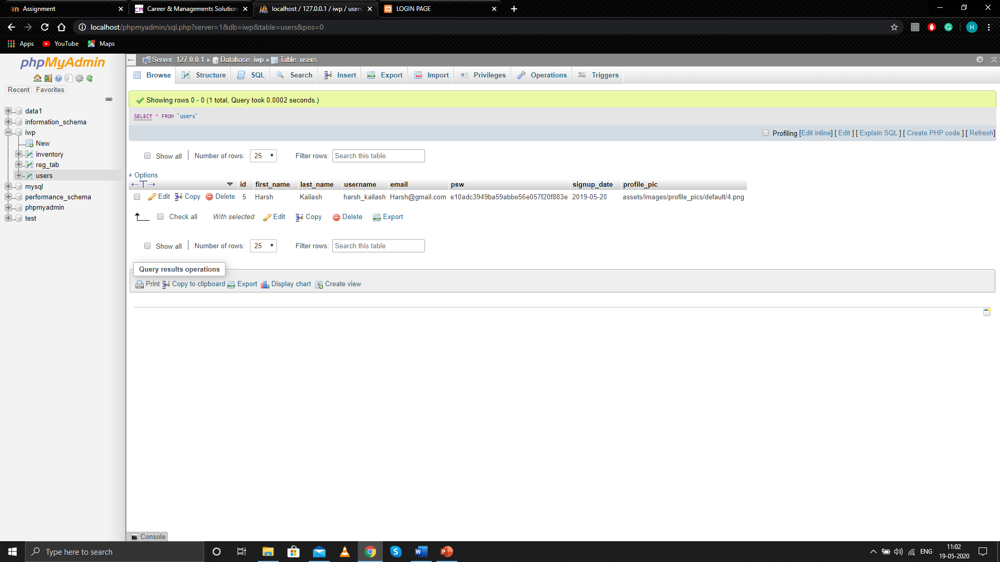 Assignment
Career & Managements Solution
localhost / 127.0.0.1 / iwp / users
LOGIN PAGE
localhost/phpmyadmin/sql.php?server=1&db=iwp&table=users&pos=0
H
Apps YouTube Maps
phpMyAdmin
Recent Favorites
data1
information_schema
iwp
New
inventory
reg_tab
users
mysql
performance_schema
phpmyadmin
test
Server: 127.0.0.1 » Database: iwp » Table: users
Browse Structure SQL Search Insert Export Import Privileges Operations Triggers
Showing rows 0 - 0 (1 total, Query took 0.0002 seconds.)
SELECT * FROM `users`
Profiling [Edit inline] [ Edit ] [ Explain SQL ] [ Create PHP code ] [ Refresh]
Show all | Number of rows: 25 Filter rows: Search this table
+ Options
←T→ id first_name last_name username email psw signup_date profile_pic
Edit Copy Delete 5 Harsh Kailash harsh_kailash Harsh@gmail.com e10adc3949ba59abbe56e057f20f883e 2019-05-20 assets/images/profile_pics/default/4.png
Check all With selected: Edit Copy Delete Export
Show all | Number of rows: 25 Filter rows: Search this table
Query results operations
Print Copy to clipboard Export Display chart Create view
Console
Type here to search
ENG
11:02
19-05-2020